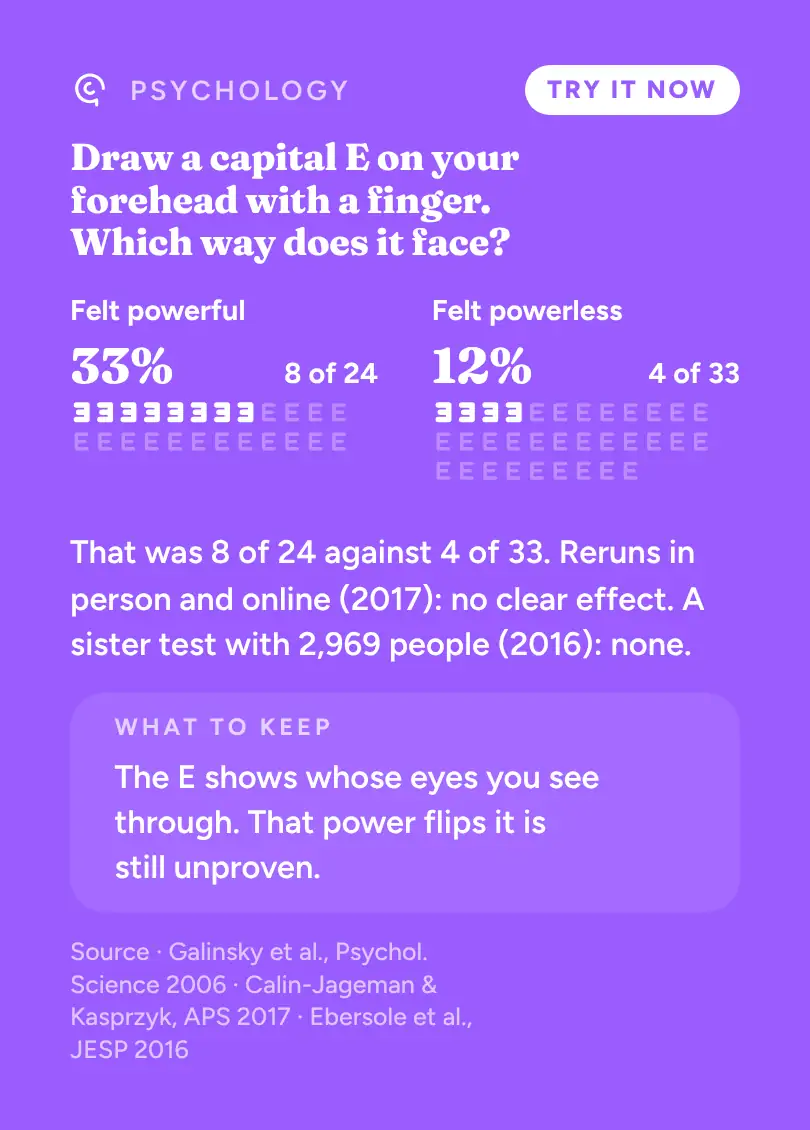 PSYCHOLOGY
TRY IT NOW
Draw a capital E on your
forehead with a finger.
Which way does it face?
Felt powerful
33%
8 of 24
EEEEEEEEEEEE
EEEEEEEEEEEE
Felt powerless
12%
4 of 33
EEEEEEEEEEEE
EEEEEEEEEEEE
EEEEEEEEE
That was 8 of 24 against 4 of 33. Reruns in
person and online (2017): no clear effect. A
sister test with 2,969 people (2016): none.
WHAT TO KEEP
The E shows whose eyes you see
through. That power flips it is
still unproven.
Source · Galinsky et al., Psychol.
Science 2006 · Calin-Jageman &
Kasprzyk, APS 2017 · Ebersole et al.,
JESP 2016